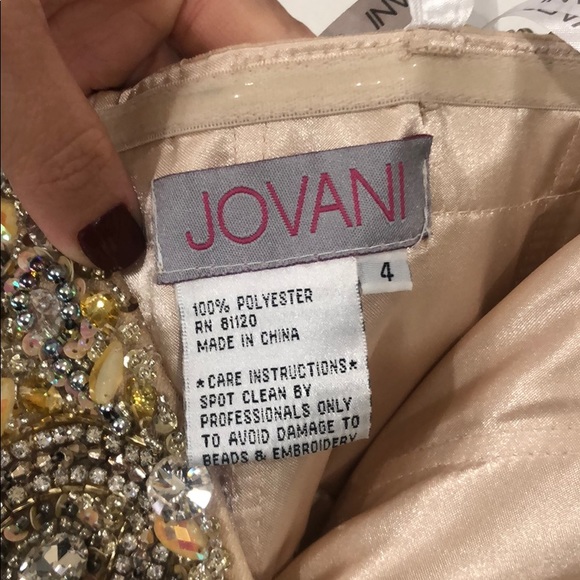 JOVANI
4
100% POLYESTER
RN 81120
MADE IN CHINA
*CARE INSTRUCTIONS*
SPOT CLEAN BY
PROFESSIONALS ONLY
TO AVOID DAMAGE TO
BEADS & EMBROIDERY